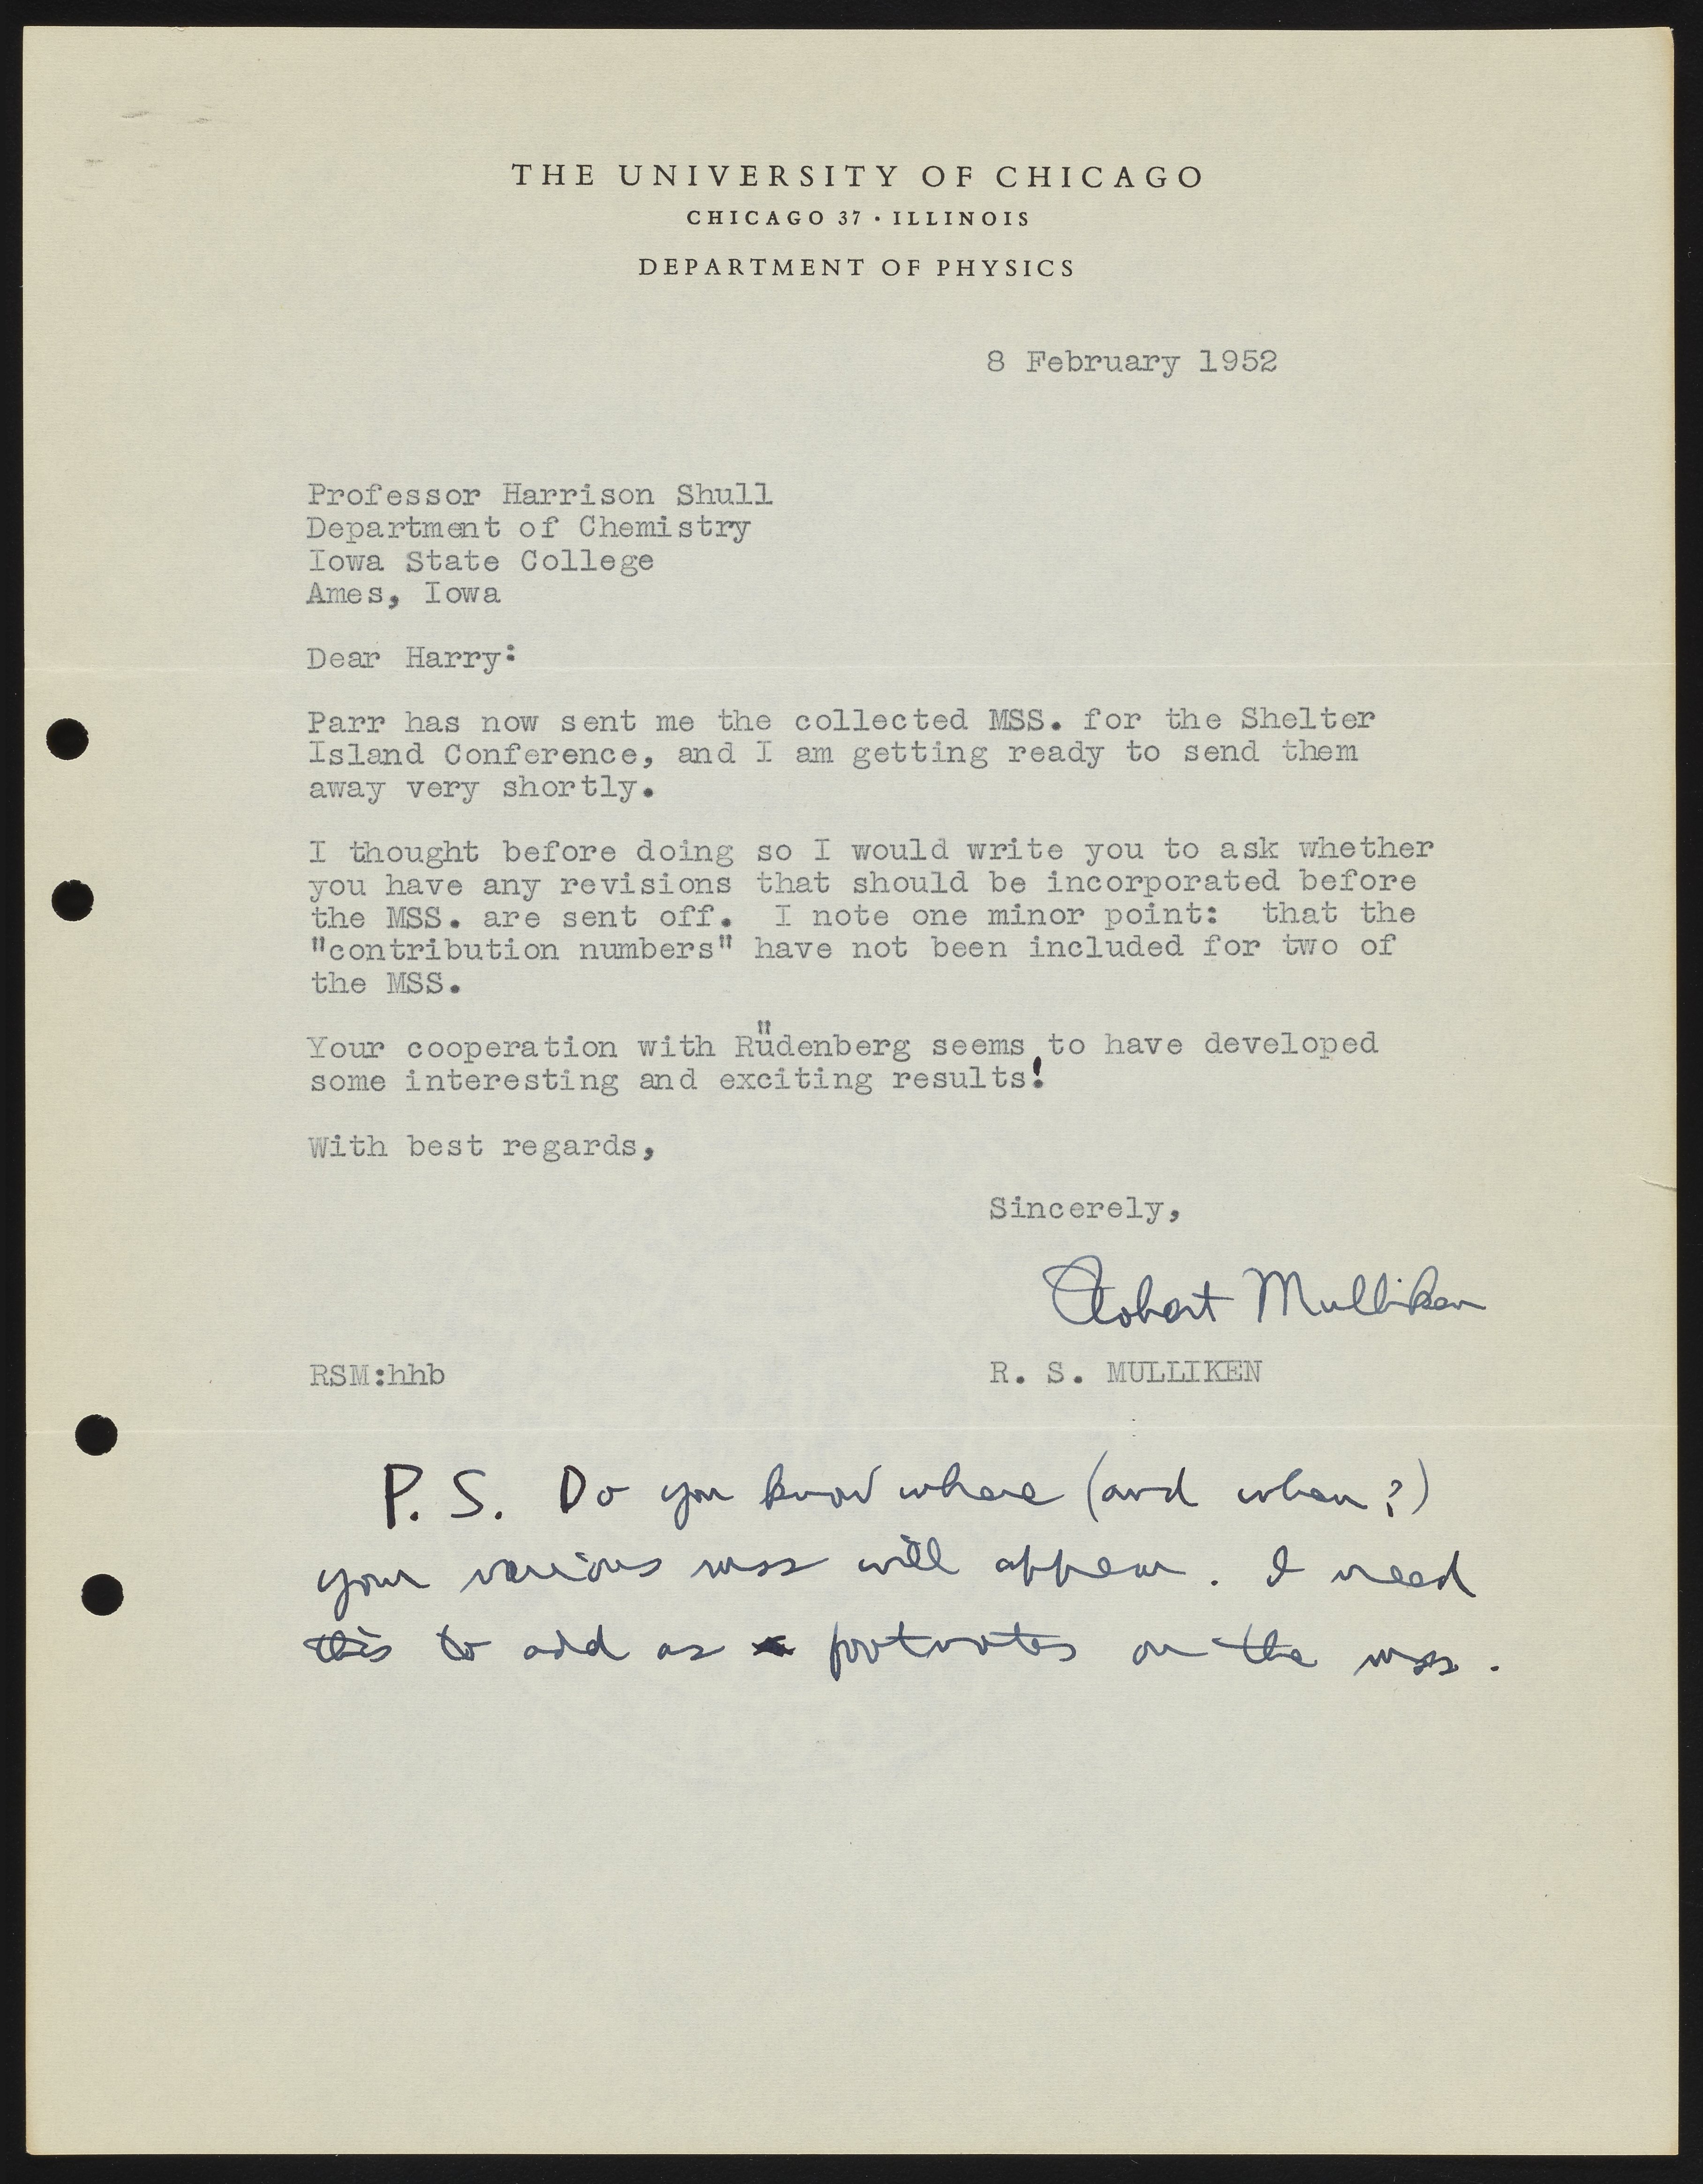 THE UNIVERSITY OF CHICAGO
CHICAGO 37 · ILLINOIS
DEPARTMENT OF PHYSICS
8 February 1952
Professor Harrison Shull
Department of Chemistry
Iowa State College
Ames, Iowa
Dear Harry:
Parr has now sent me the collected MSS. for the Shelter
Island Conference, and I am getting ready to send them
away very shortly.
I thought before doing so I would write you to ask whether
you have any revisions that should be incorporated before
the MSS. are sent off.  I note one minor point:  that the
"contribution numbers" have not been included for two of
the MSS.
Your cooperation with Rüdenberg seems to have developed
some interesting and exciting results!
With best regards,
Sincerely,
Robert Mulliken
RSM:hhb
R. S. MULLIKEN
P. S. Do you know where (and when?)
your various mss will appear. I need
this to add as footnotes on the mss.